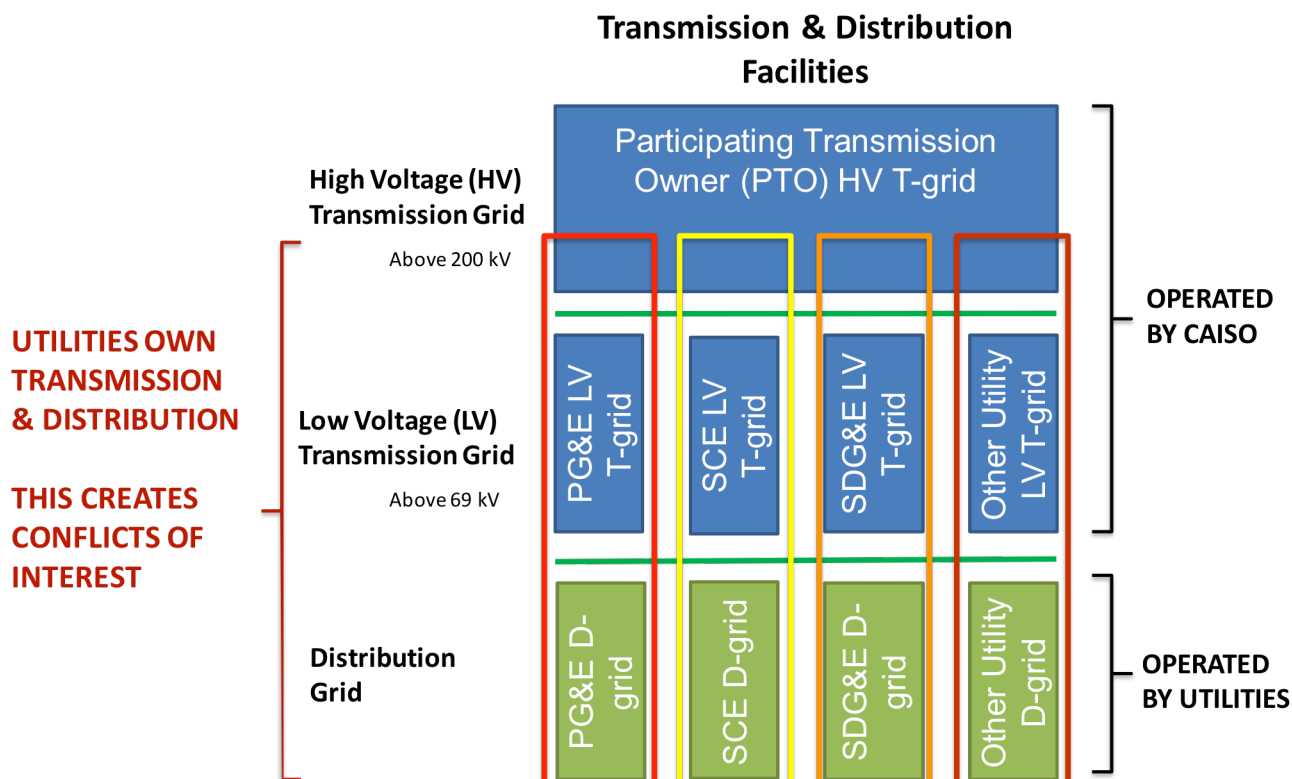 Transmission & Distribution
Facilities
Participating Transmission
Owner (PTO) HV T-grid
High Voltage (HV)
Transmission Grid
Above 200 kV
OPERATED
BY CAISO
UTILITIES OWN
TRANSMISSION
& DISTRIBUTION
THIS CREATES
CONFLICTS OF
INTEREST
Low Voltage (LV)
Transmission Grid
Above 69 kV
PG&E LV
T-grid
SCE LV
T-grid
SDG&E LV
T-grid
Other Utility
LV T-grid
Distribution
Grid
PG&E D-
grid
SCE D-grid
SDG&E D-
grid
Other Utility
D-grid
OPERATED
BY UTILITIES